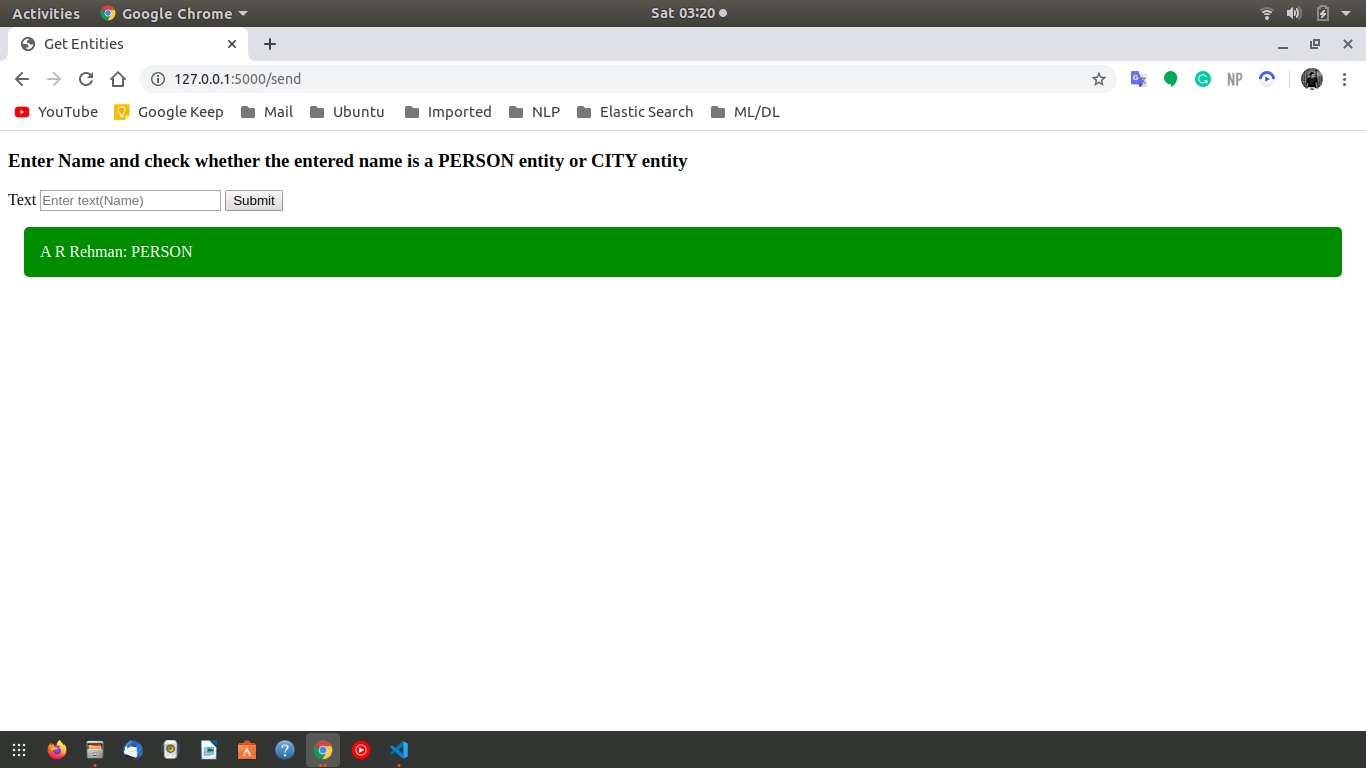 Activities Google Chrome Sat 03:20
Get Entities
127.0.0.1:5000/send NP
YouTube Google Keep Mail Ubuntu Imported NLP Elastic Search ML/DL
Enter Name and check whether the entered name is a PERSON entity or CITY entity
Text Enter text(Name) Submit
A R Rehman: PERSON